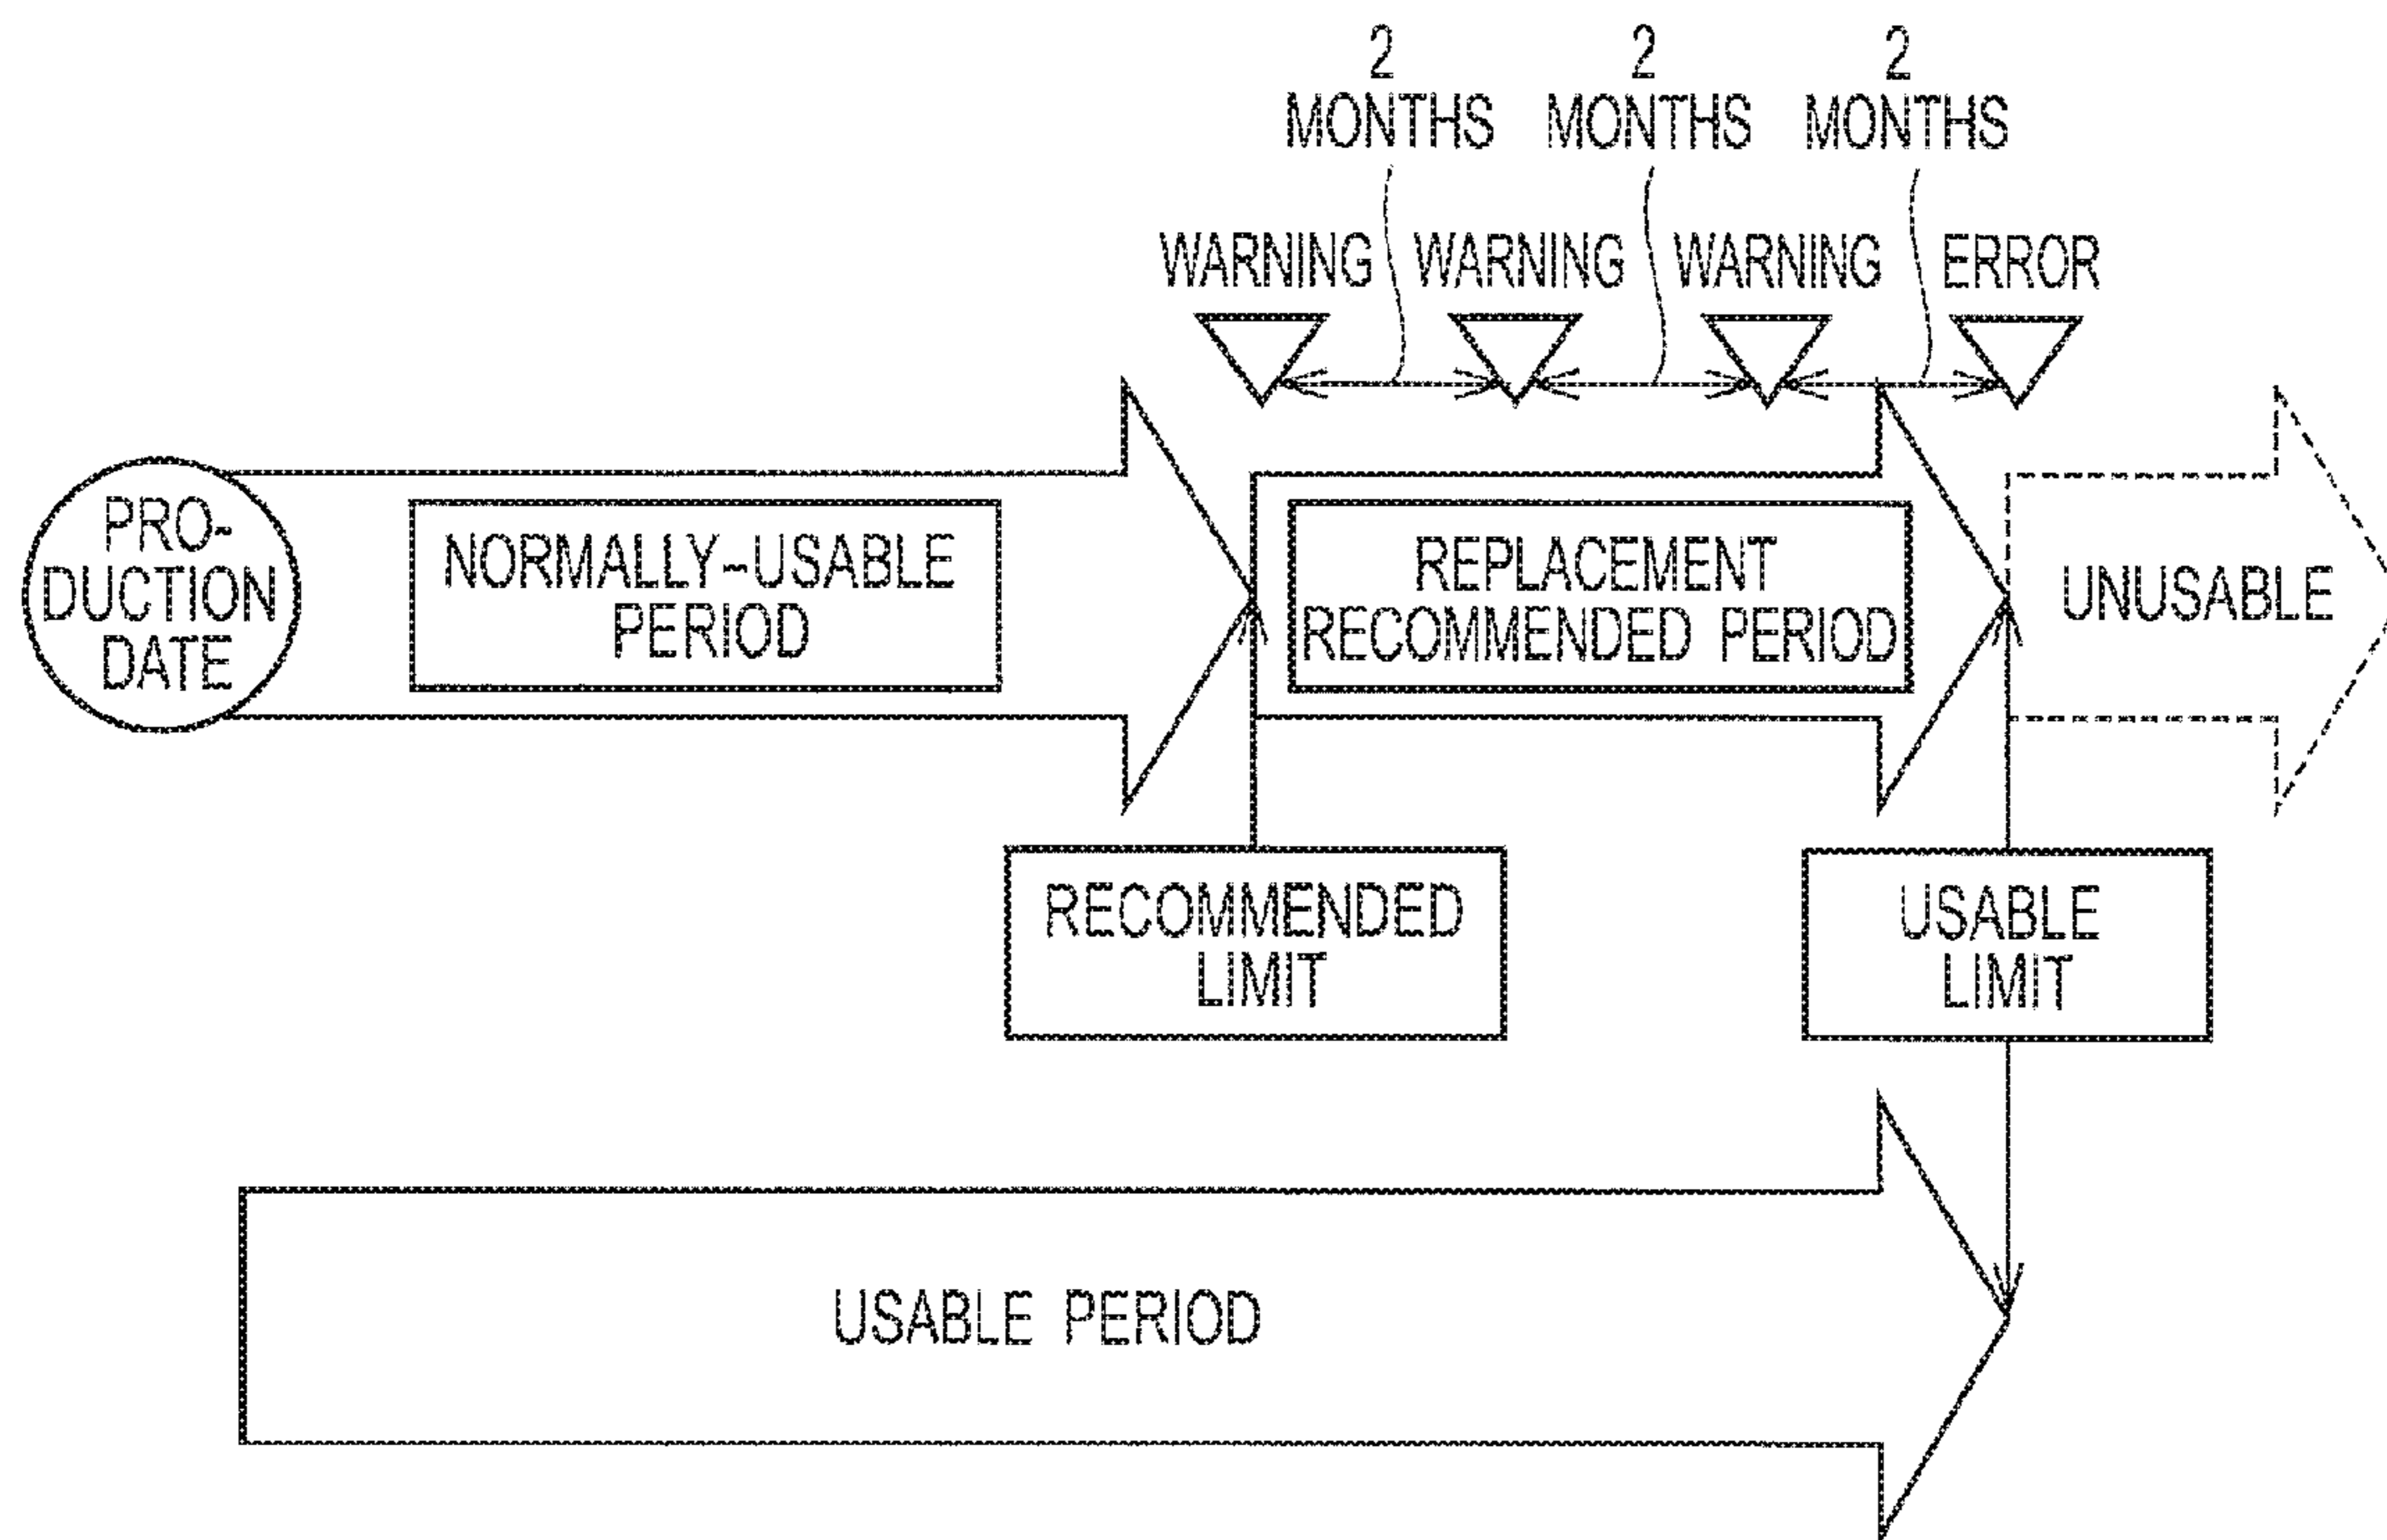 2
MONTHS
2
MONTHS
2
MONTHS
WARNING
WARNING
WARNING
ERROR
PRO-
DUCTION
DATE
NORMALLY-USABLE
PERIOD
REPLACEMENT
RECOMMENDED PERIOD
UNUSABLE
RECOMMENDED
LIMIT
USABLE
LIMIT
USABLE PERIOD